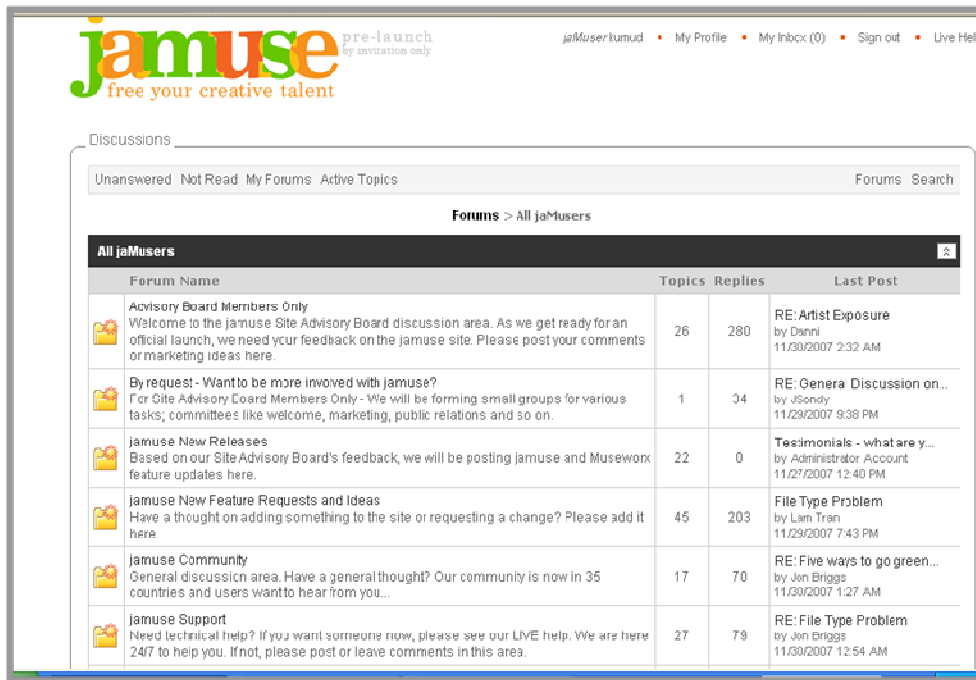 jamuse pre-launch
by invitation only
free your creative talent
jaMuser kumud • My Profile • My Inbox (0) • Sign out • Live Hel
Discussions
Unanswered Not Read My Forums Active Topics Forums Search
Forums > All jaMusers
All jaMusers
Forum Name Topics Replies Last Post
Advisory Board Members Only
Welcome to the jamuse Site Advisory Board discussion area. As we get ready for an
official launch, we need your feedback on the jamuse site. Please post your comments
or marketing ideas here.
26 280
RE: Artist Exposure
by Danni
11/30/2007 2:32 AM
By request - Want to be more involved with jamuse?
For Site Advisory Board Members Only - We will be forming small groups for various
tasks; committees like welcome, marketing, public relations and so on.
1 34
RE: General Discussion on...
by JSondy
11/29/2007 9:38 PM
jamuse New Releases
Based on our Site Advisory Board's feedback, we will be posting jamuse and Museworx
feature updates here.
22 0
Testimonials - what are y...
by Administrator Account
11/27/2007 12:40 PM
jamuse New Feature Requests and Ideas
Have a thought on adding something to the site or requesting a change? Please add it
here.
45 203
File Type Problem
by Lam Tran
11/29/2007 7:43 PM
jamuse Community
General discussion area. Have a general thought? Our community is now in 35
countries and users want to hear from you...
17 70
RE: Five ways to go green...
by Jon Briggs
11/30/2007 1:27 AM
jamuse Support
Need technical help? If you want someone now, please see our LIVE help. We are here
24/7 to help you. If not, please post or leave comments in this area.
27 79
RE: File Type Problem
by Jon Briggs
11/30/2007 12:54 AM